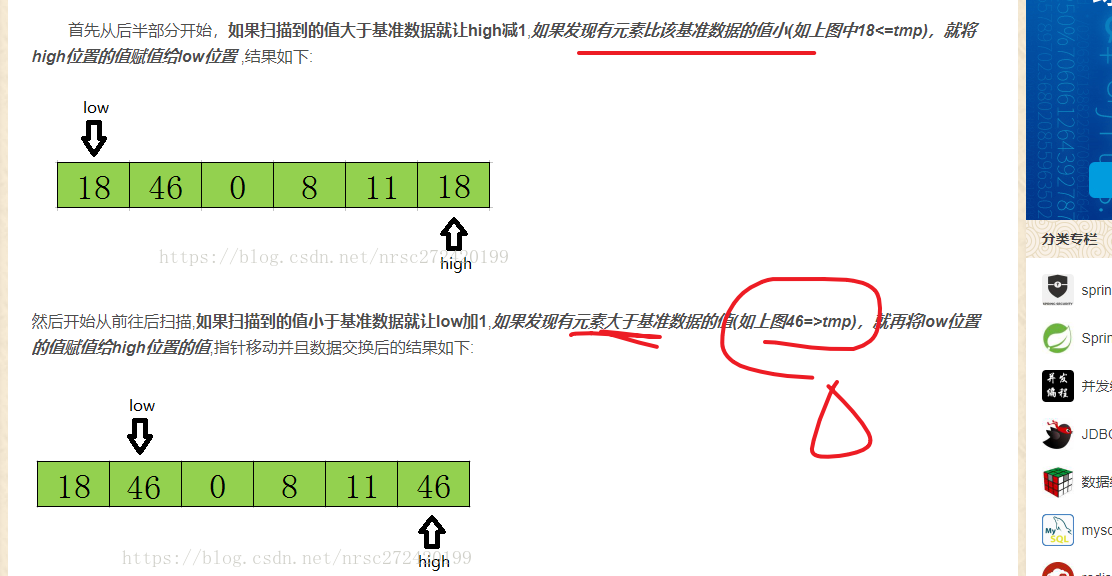 首先从后半部分开始，如果扫描到的值大于基准数据就让high减1,如果发现有元素比该基准数据的值小(如上图中18<=tmp)，就将
high位置的值赋值给low位置 ,结果如下:
low
18 46 0 8 11 18
https://blog.csdn.net/nrsc272420199
high
然后开始从前往后扫描,如果扫描到的值小于基准数据就让low加1,如果发现有元素大于基准数据的值(如上图46=>tmp)，就再将low位置
的值赋值给high位置的值,指针移动并且数据交换后的结果如下:
low
18 46 0 8 11 46
https://blog.csdn.net/nrsc272420199
high
分类专栏
sprin
Sprin
并发
编程
并发编
JDBC
数据结
MySQL
mysq